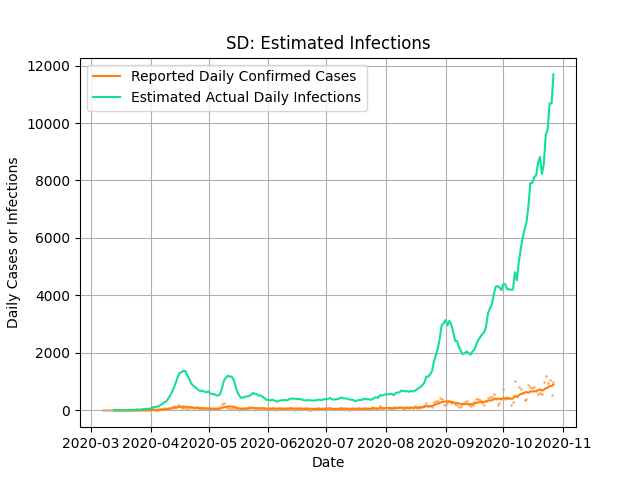 SD: Estimated Infections
Reported Daily Confirmed Cases
Estimated Actual Daily Infections
12000
10000
8000
6000
4000
2000
0
Daily Cases or Infections
2020-03 2020-04 2020-05 2020-06 2020-07 2020-08 2020-09 2020-10 2020-11
Date